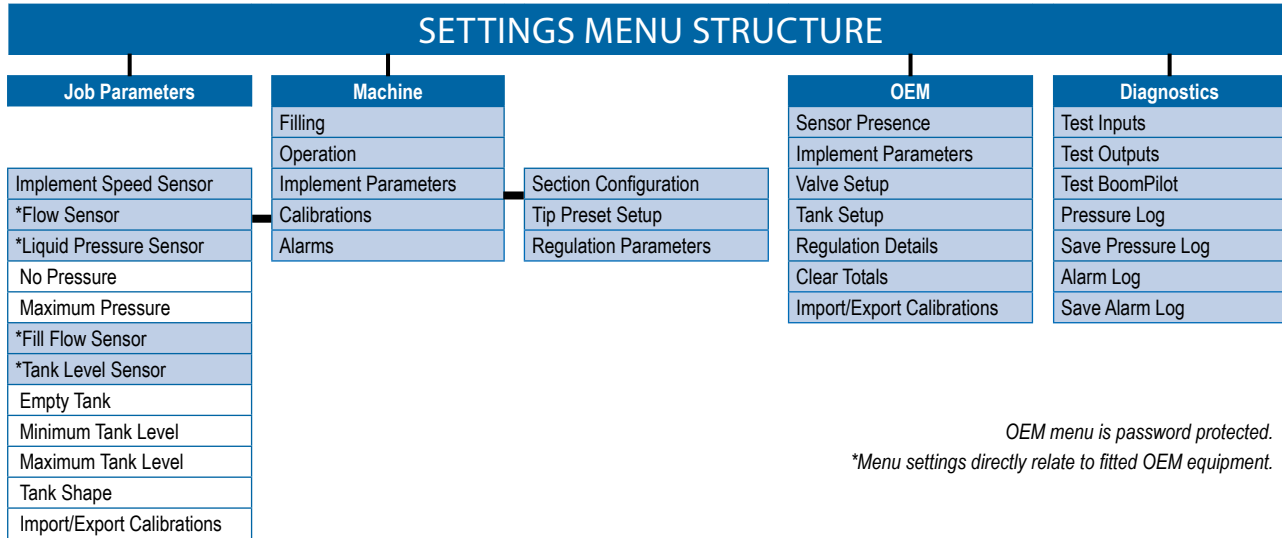 SETTINGS MENU STRUCTURE
Job Parameters
Machine
Filling
Operation
Implement Parameters
Calibrations
Alarms
Implement Speed Sensor
*Flow Sensor
*Liquid Pressure Sensor
No Pressure
Maximum Pressure
*Fill Flow Sensor
*Tank Level Sensor
Empty Tank
Minimum Tank Level
Maximum Tank Level
Tank Shape
Import/Export Calibrations
Section Configuration
Tip Preset Setup
Regulation Parameters
OEM
Sensor Presence
Implement Parameters
Valve Setup
Tank Setup
Regulation Details
Clear Totals
Import/Export Calibrations
Diagnostics
Test Inputs
Test Outputs
Test BoomPilot
Pressure Log
Save Pressure Log
Alarm Log
Save Alarm Log
OEM menu is password protected.
*Menu settings directly relate to fitted OEM equipment.